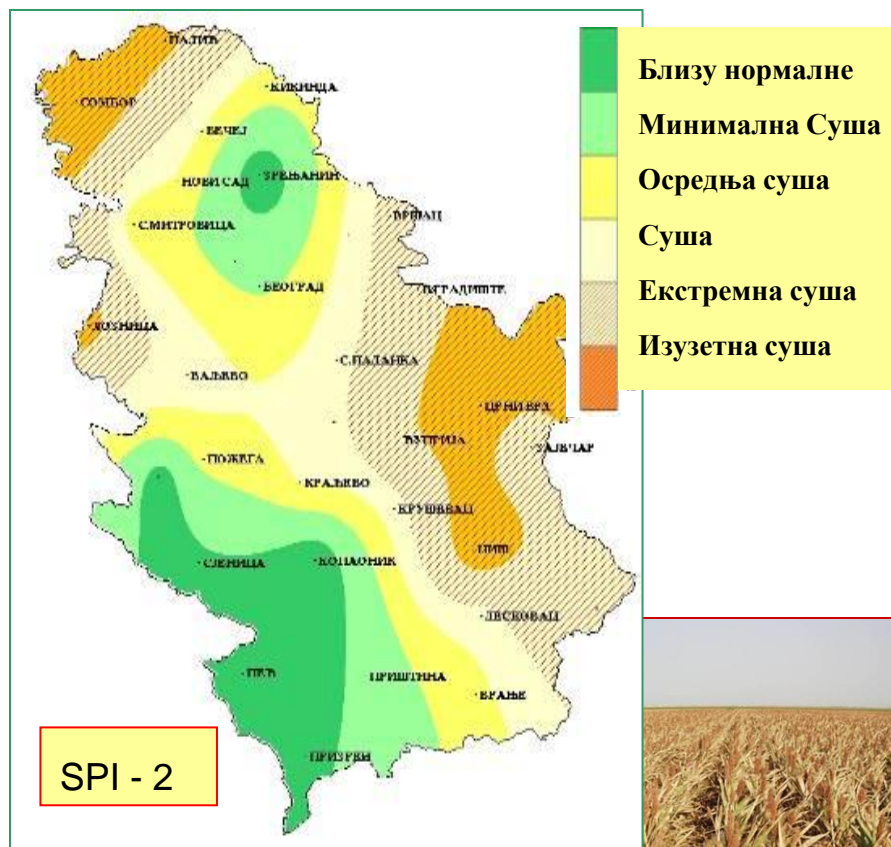 ПАЛИЋ
СОМБОР
КИКИНДА
БЕЧЕЈ
НОВИ САД
ЗРЕЊАНИН
С.МИТРОВИЦА
ВРШАЦ
БЕОГРАД
В.ГРАДИШТЕ
ЛОЗНИЦА
С.ПАЛАНКА
ВАЉЕВО
ЦРНИ ВРХ
ЋУПРИЈА
ЗАЈЕЧАР
ПОЖЕГА
КРАЉЕВО
КРУШЕВАЦ
НИШ
СЈЕНИЦА
КОПАОНИК
ЛЕСКОВАЦ
ПЕЋ
ПРИШТИНА
ВРАЊЕ
ПРИЗРЕН
Близу нормалне
Минимална Суша
Осредња суша
Суша
Екстремна суша
Изузетна суша
SPI - 2